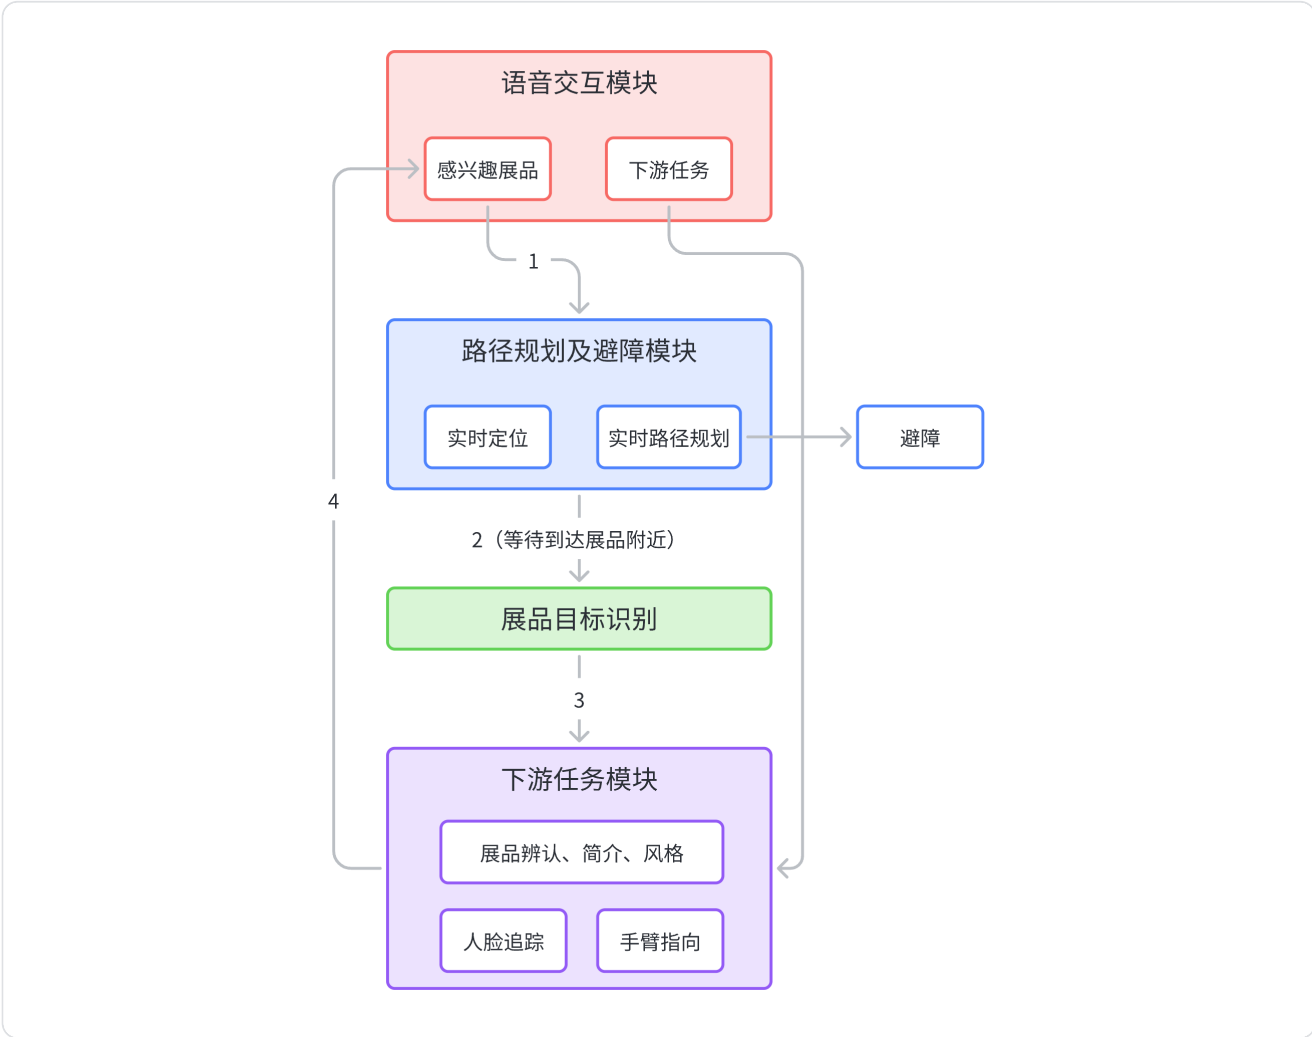 语音交互模块
感兴趣展品
下游任务
1
路径规划及避障模块
实时定位
实时路径规划
避障
4
2（等待到达展品附近）
展品目标识别
3
下游任务模块
展品辨认、简介、风格
人脸追踪
手臂指向